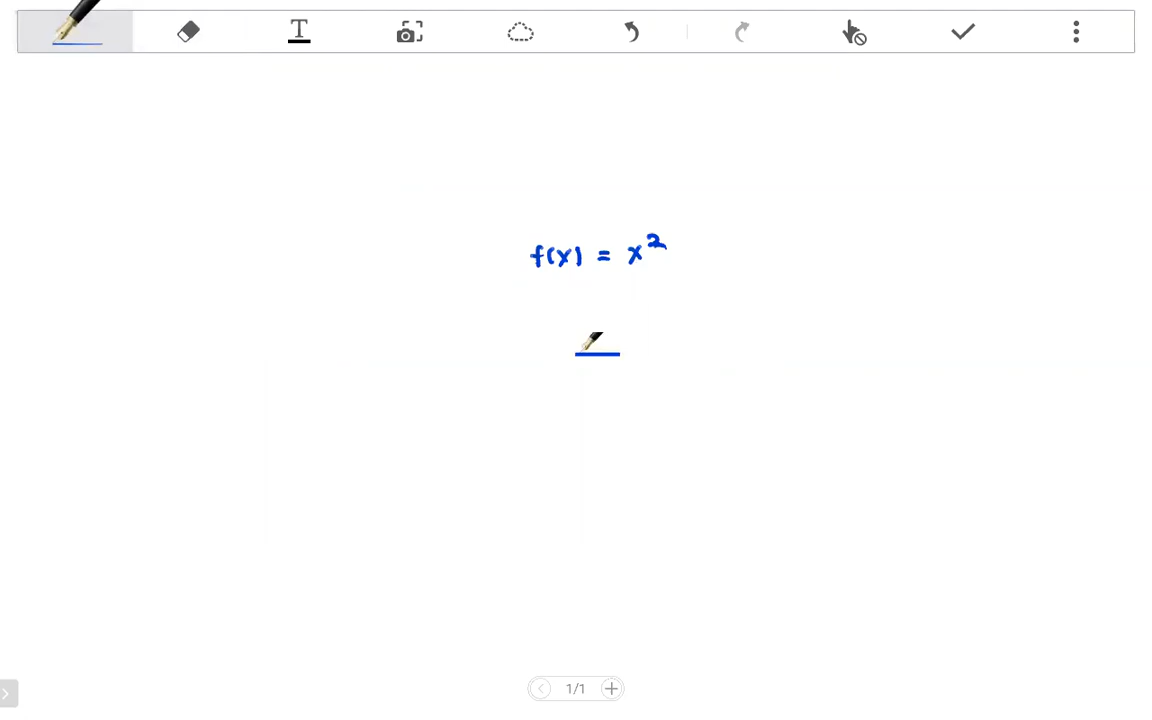 T
f(x) = x²
1/1